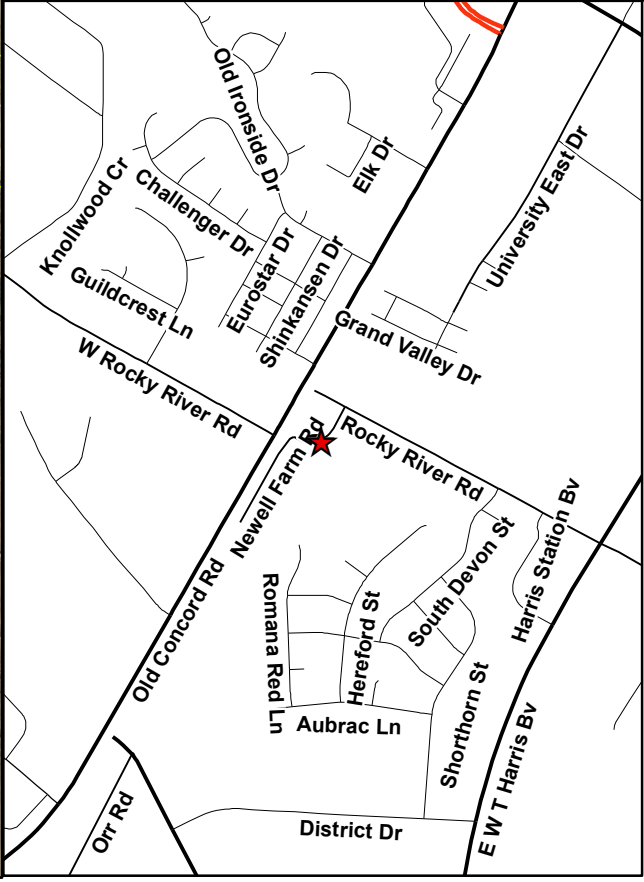 Old Ironside Dr
Elk Dr
University East Dr
Knollwood Cr
Challenger Dr
Guildcrest Ln
Eurostar Dr
Shinkansen Dr
Grand Valley Dr
W Rocky River Rd
Rocky River Rd
Newell Farm Rd
Harris Station Bv
South Devon St
Old Concord Rd
Romana Red Ln
Hereford St
Shorthorn St
Aubrac Ln
E W T Harris Bv
Orr Rd
District Dr